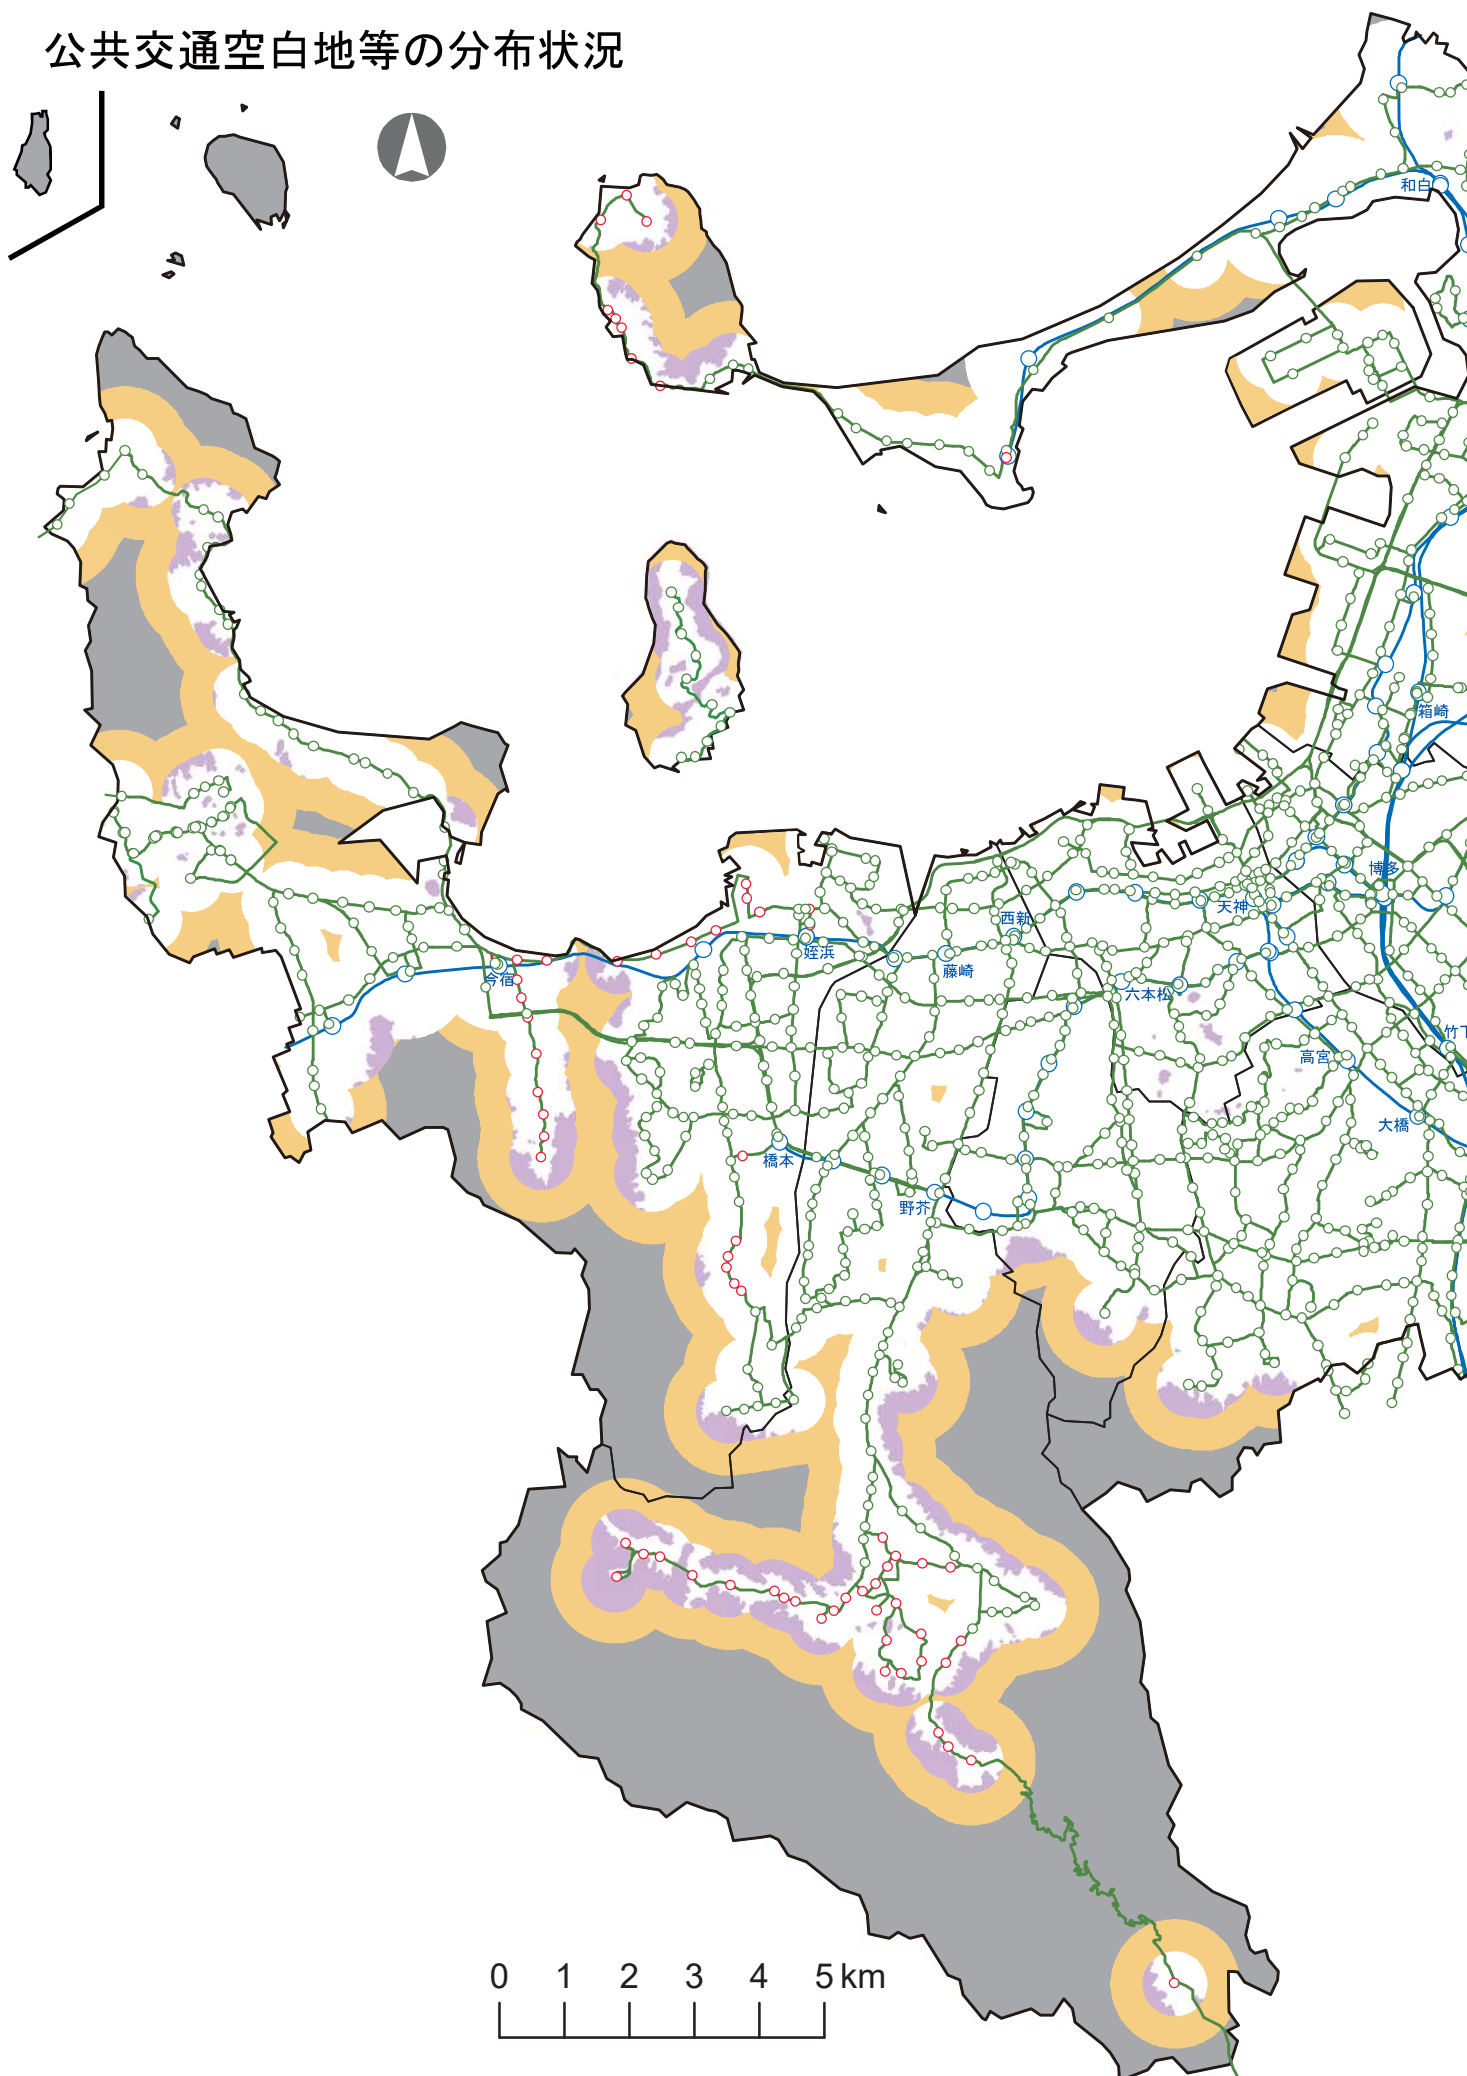 公共交通空白地等の分布状況
和白
箱崎
博多
天神
西新
姪浜
藤崎
今宿
六本松
竹下
高宮
大橋
橋本
野芥
0 1 2 3 4 5 km